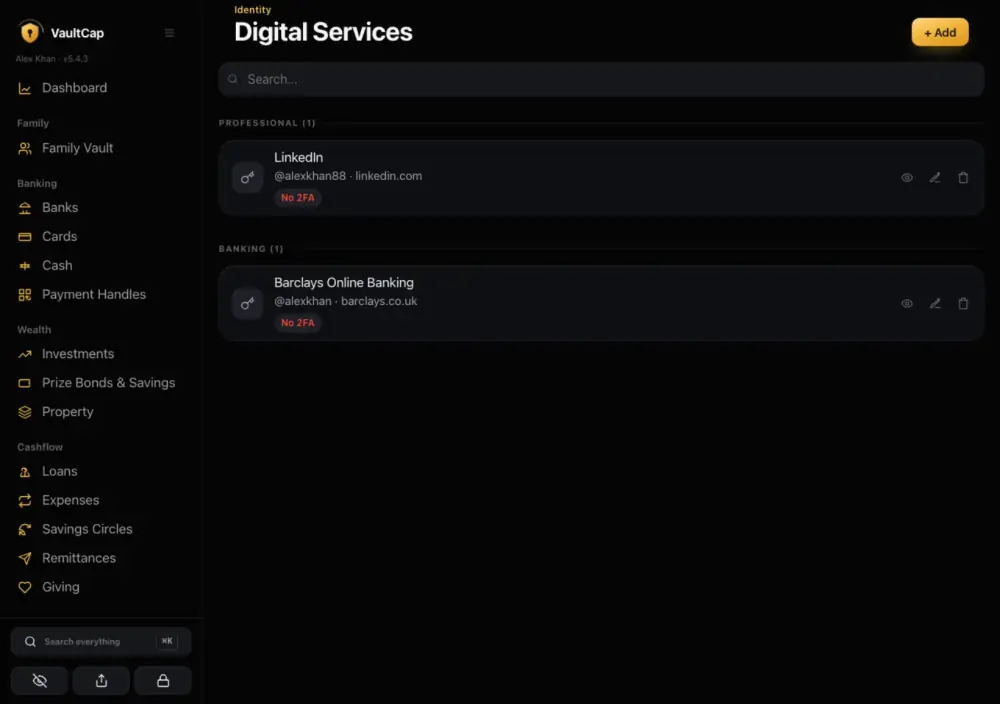 VaultCap
Alex Khan · v5.4.3
Dashboard
Family
Family Vault
Banking
Banks
Cards
Cash
Payment Handles
Wealth
Investments
Prize Bonds & Savings
Property
Cashflow
Loans
Expenses
Savings Circles
Remittances
Giving
Search everything
⌘K
Identity
Digital Services
+ Add
Search...
PROFESSIONAL (1)
LinkedIn
@alexkhan88 · linkedin.com
No 2FA
BANKING (1)
Barclays Online Banking
@alexkhan · barclays.co.uk
No 2FA